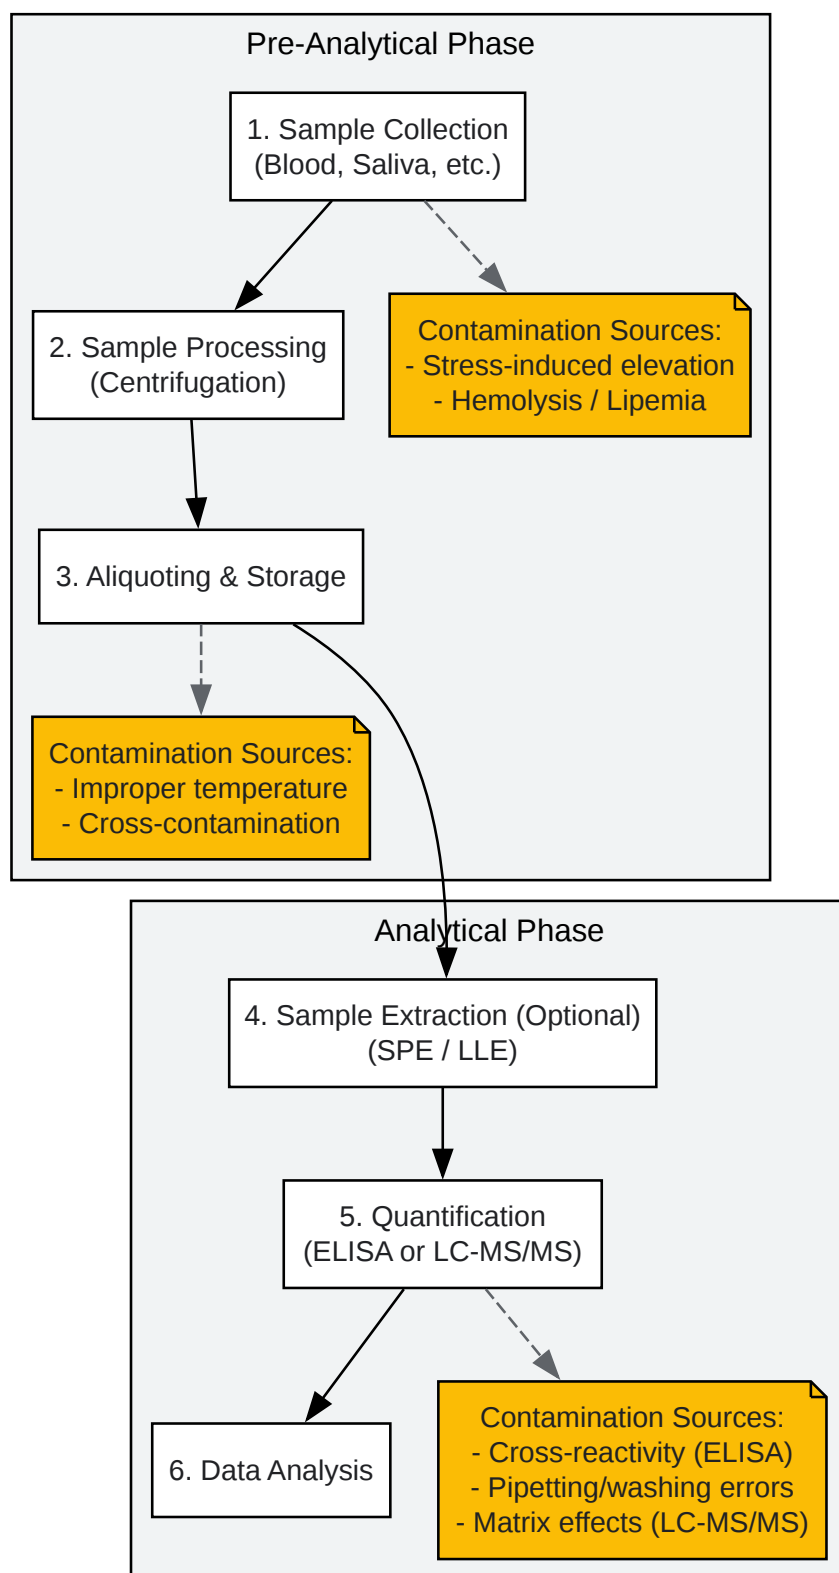 Pre-Analytical Phase
1. Sample Collection
(Blood, Saliva, etc.)
2. Sample Processing
(Centrifugation)
Contamination Sources:
- Stress-induced elevation
- Hemolysis / Lipemia
3. Aliquoting & Storage
Contamination Sources:
- Improper temperature
- Cross-contamination
Analytical Phase
4. Sample Extraction (Optional)
(SPE / LLE)
5. Quantification
(ELISA or LC-MS/MS)
6. Data Analysis
Contamination Sources:
- Cross-reactivity (ELISA)
- Pipetting/washing errors
- Matrix effects (LC-MS/MS)